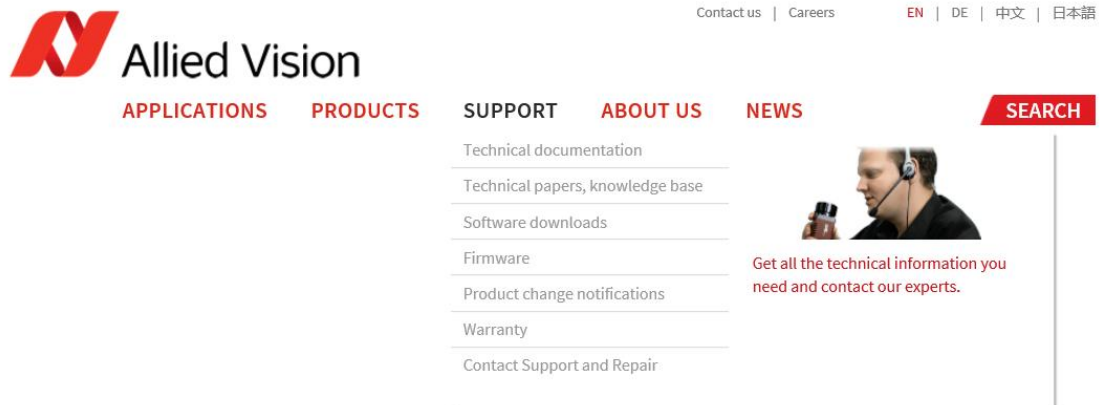 Contact us | Careers EN | DE | 中文 | 日本語
Allied Vision
APPLICATIONS PRODUCTS SUPPORT ABOUT US NEWS SEARCH
Technical documentation
Technical papers, knowledge base
Software downloads
Firmware
Product change notifications
Warranty
Contact Support and Repair
Get all the technical information you
need and contact our experts.